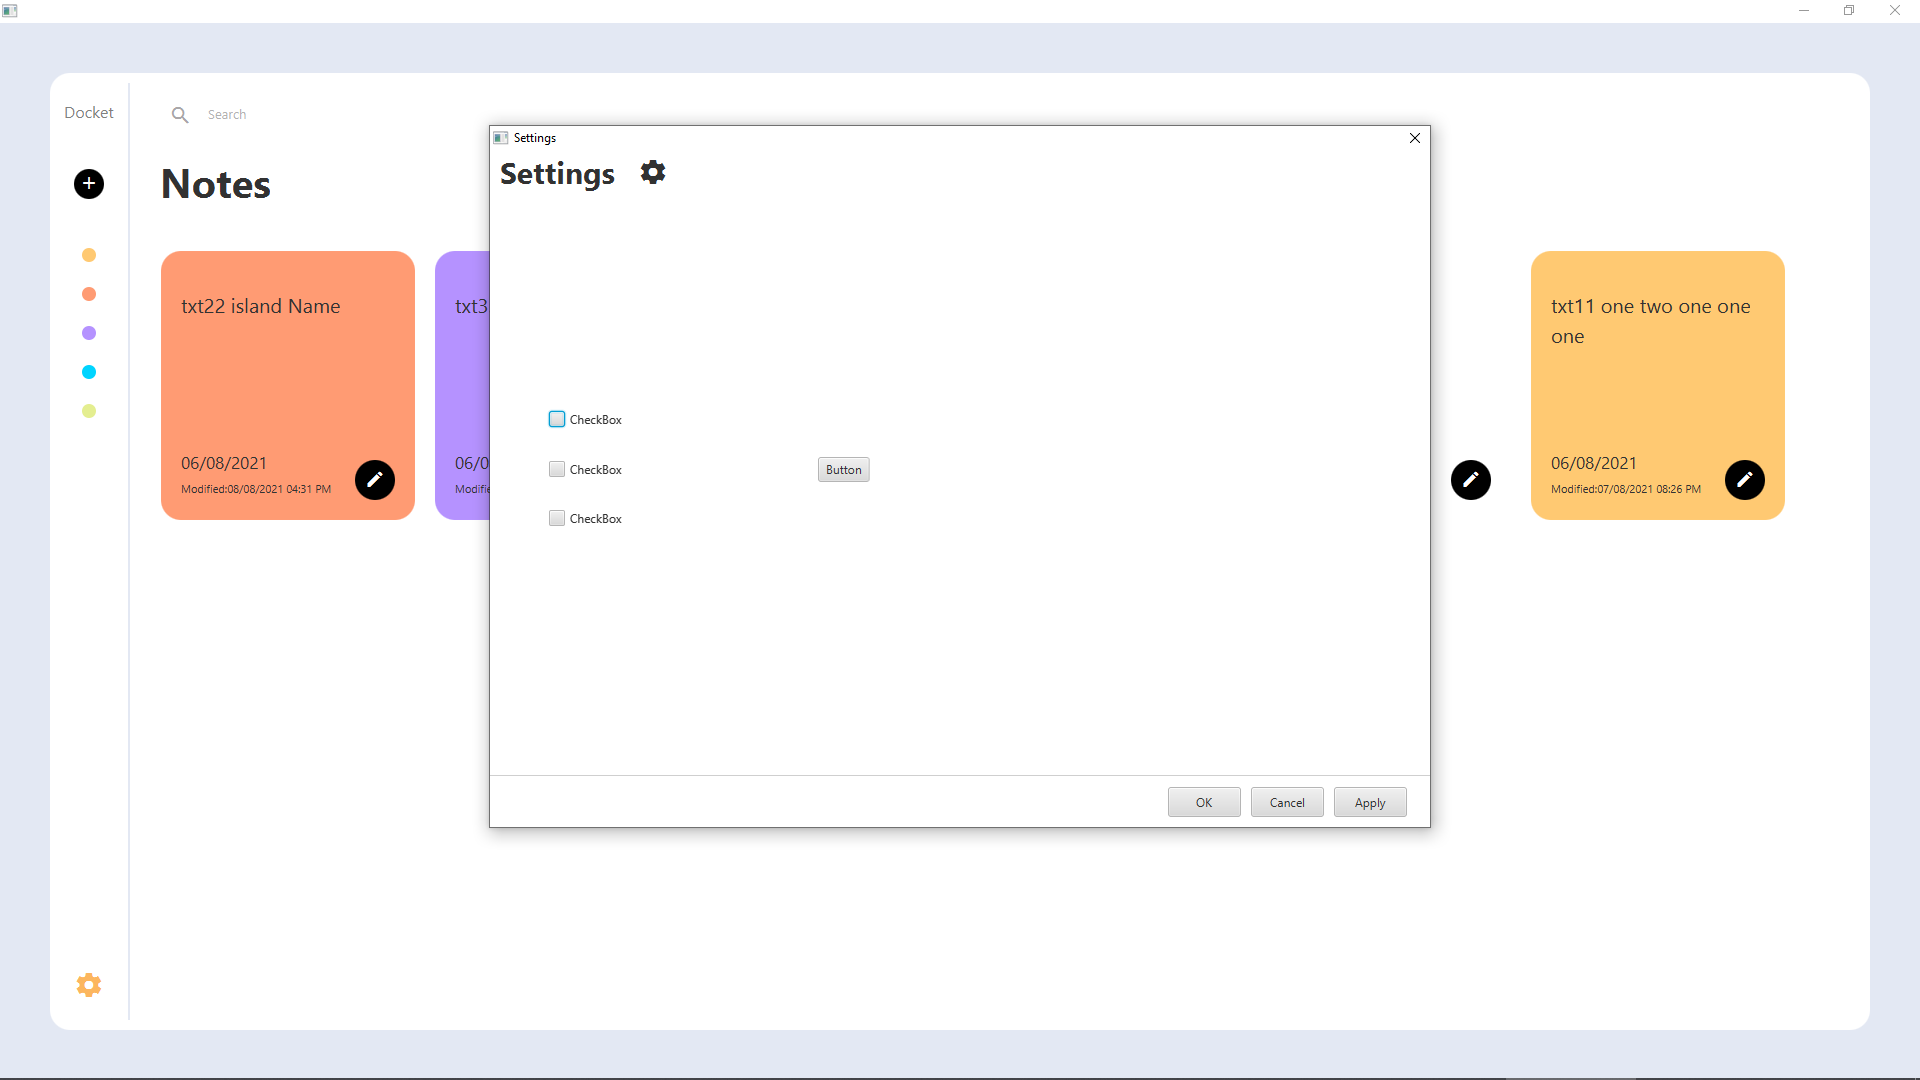 Docket
Search
Notes
txt22 island Name
06/08/2021
Modified:08/08/2021 04:31 PM
txt3
06/0
Modifie
Settings
Settings
CheckBox
CheckBox
Button
CheckBox
OK
Cancel
Apply
txt11 one two one one
one
06/08/2021
Modified:07/08/2021 08:26 PM